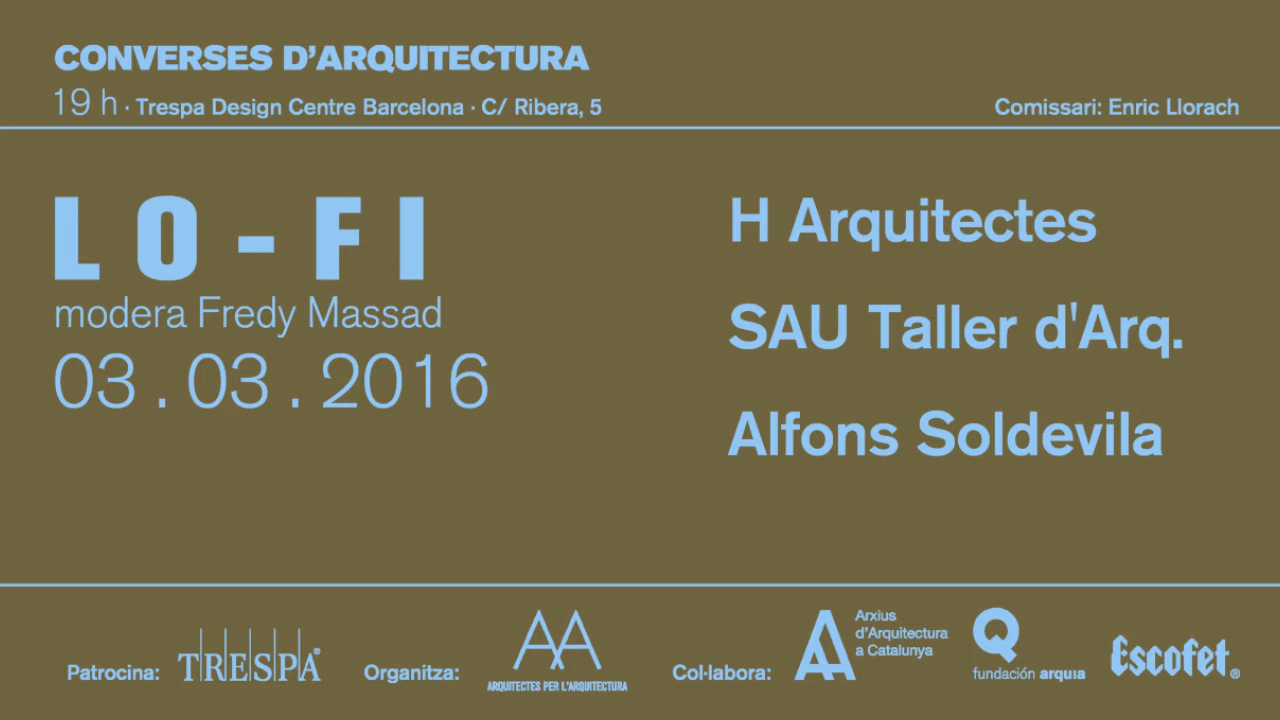 CONVERSES D'ARQUITECTURA
19 h · Trespa Design Centre Barcelona · C/ Ribera, 5
Comissari: Enric Llorach
LO-FI
modera Fredy Massad
03.03.2016
H Arquitectes
SAU Taller d'Arq.
Alfons Soldevila
Patrocina:
TRESPA®
Organitza:
AA
ARQUITECTES PER L'ARQUITECTURA
Col·labora:
AA
Arxius
d'Arquitectura
a Catalunya
Q
fundación arquia
Escofet®